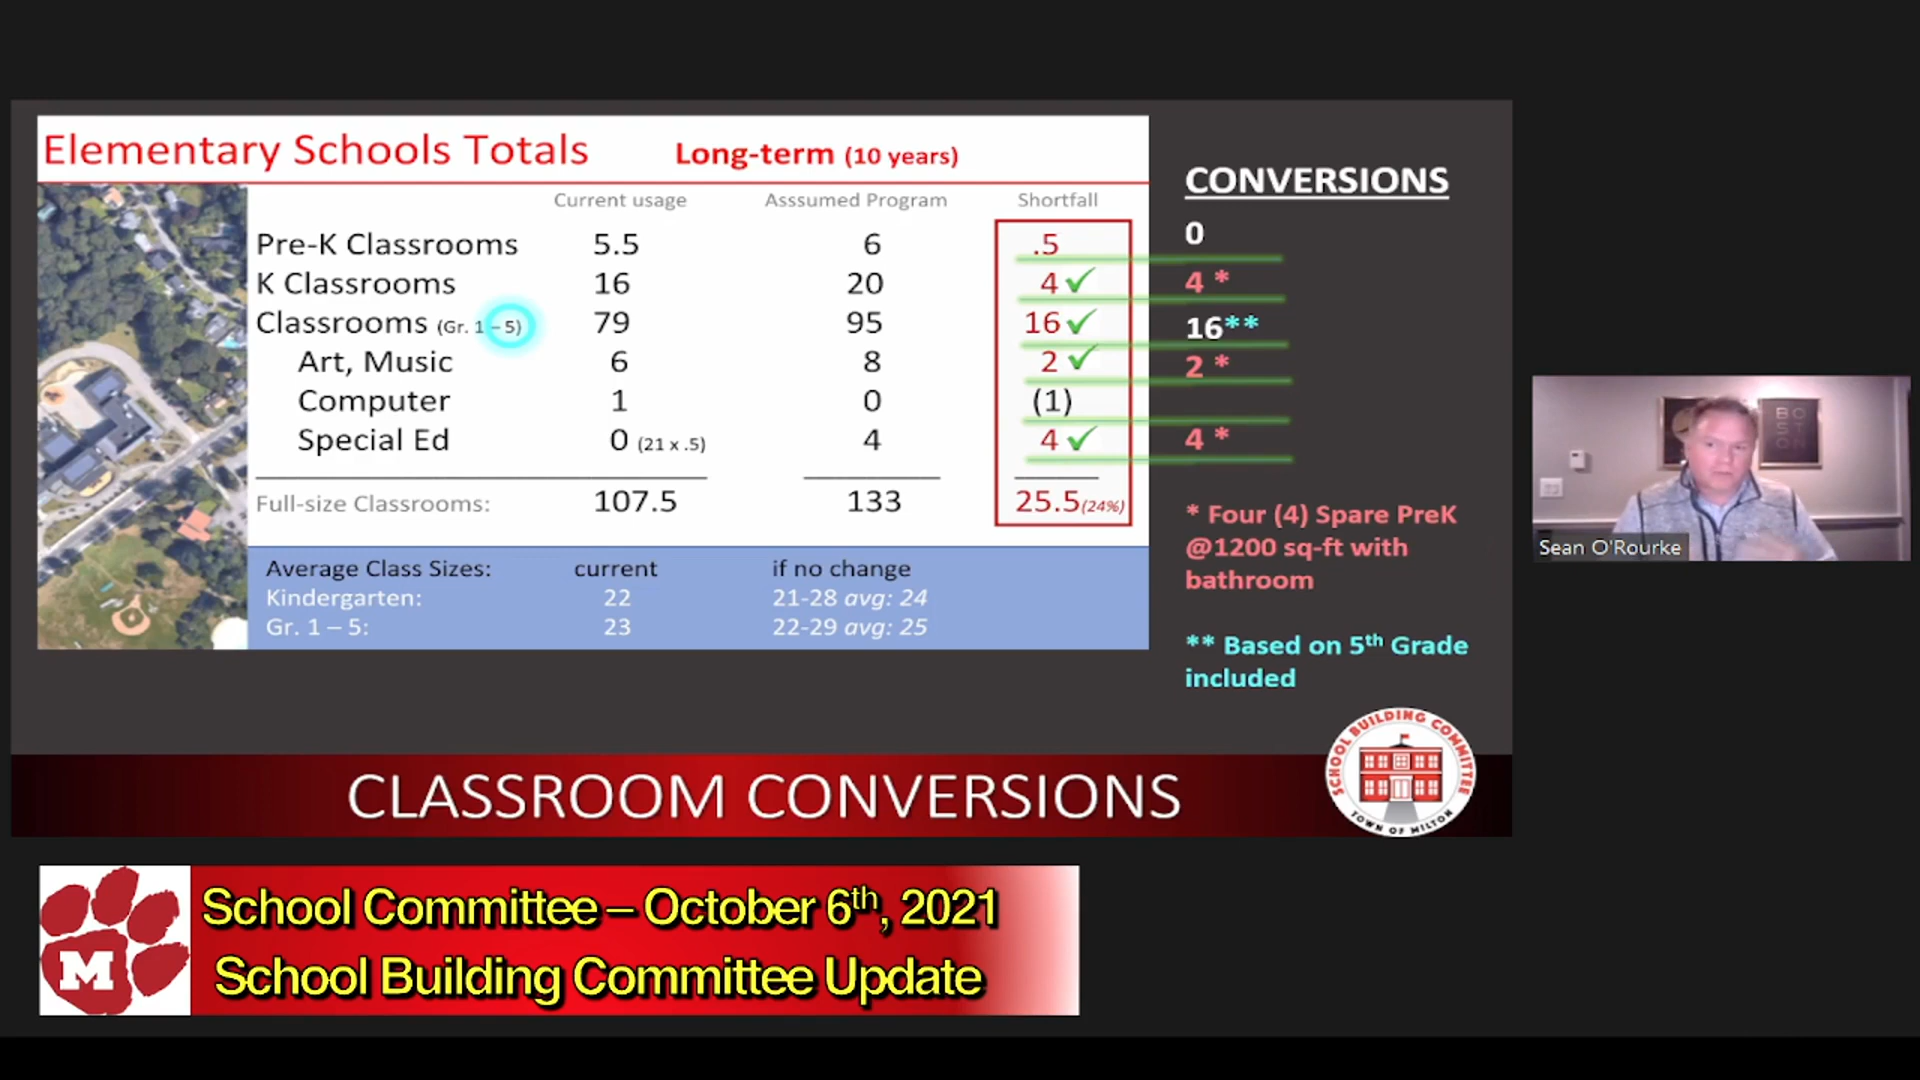 Elementary Schools Totals Long-term (10 years)
Current usage Asssumed Program Shortfall
Pre-K Classrooms 5.5 6 .5
K Classrooms 16 20 4
Classrooms (Gr. 1 – 5) 79 95 16
Art, Music 6 8 2
Computer 1 0 (1)
Special Ed 0 (21 x .5) 4 4
Full-size Classrooms: 107.5 133 25.5 (24%)
Average Class Sizes: current if no change
Kindergarten: 22 21-28 avg: 24
Gr. 1 – 5: 23 22-29 avg: 25
CONVERSIONS
0
4 *
16**
2 *
4 *
* Four (4) Spare PreK
@1200 sq-ft with
bathroom
** Based on 5th Grade
included
CLASSROOM CONVERSIONS
SCHOOL BUILDING COMMITTEE
TOWN OF MILTON
BO
ST
ON
Sean O'Rourke
M
School Committee – October 6th, 2021
School Building Committee Update